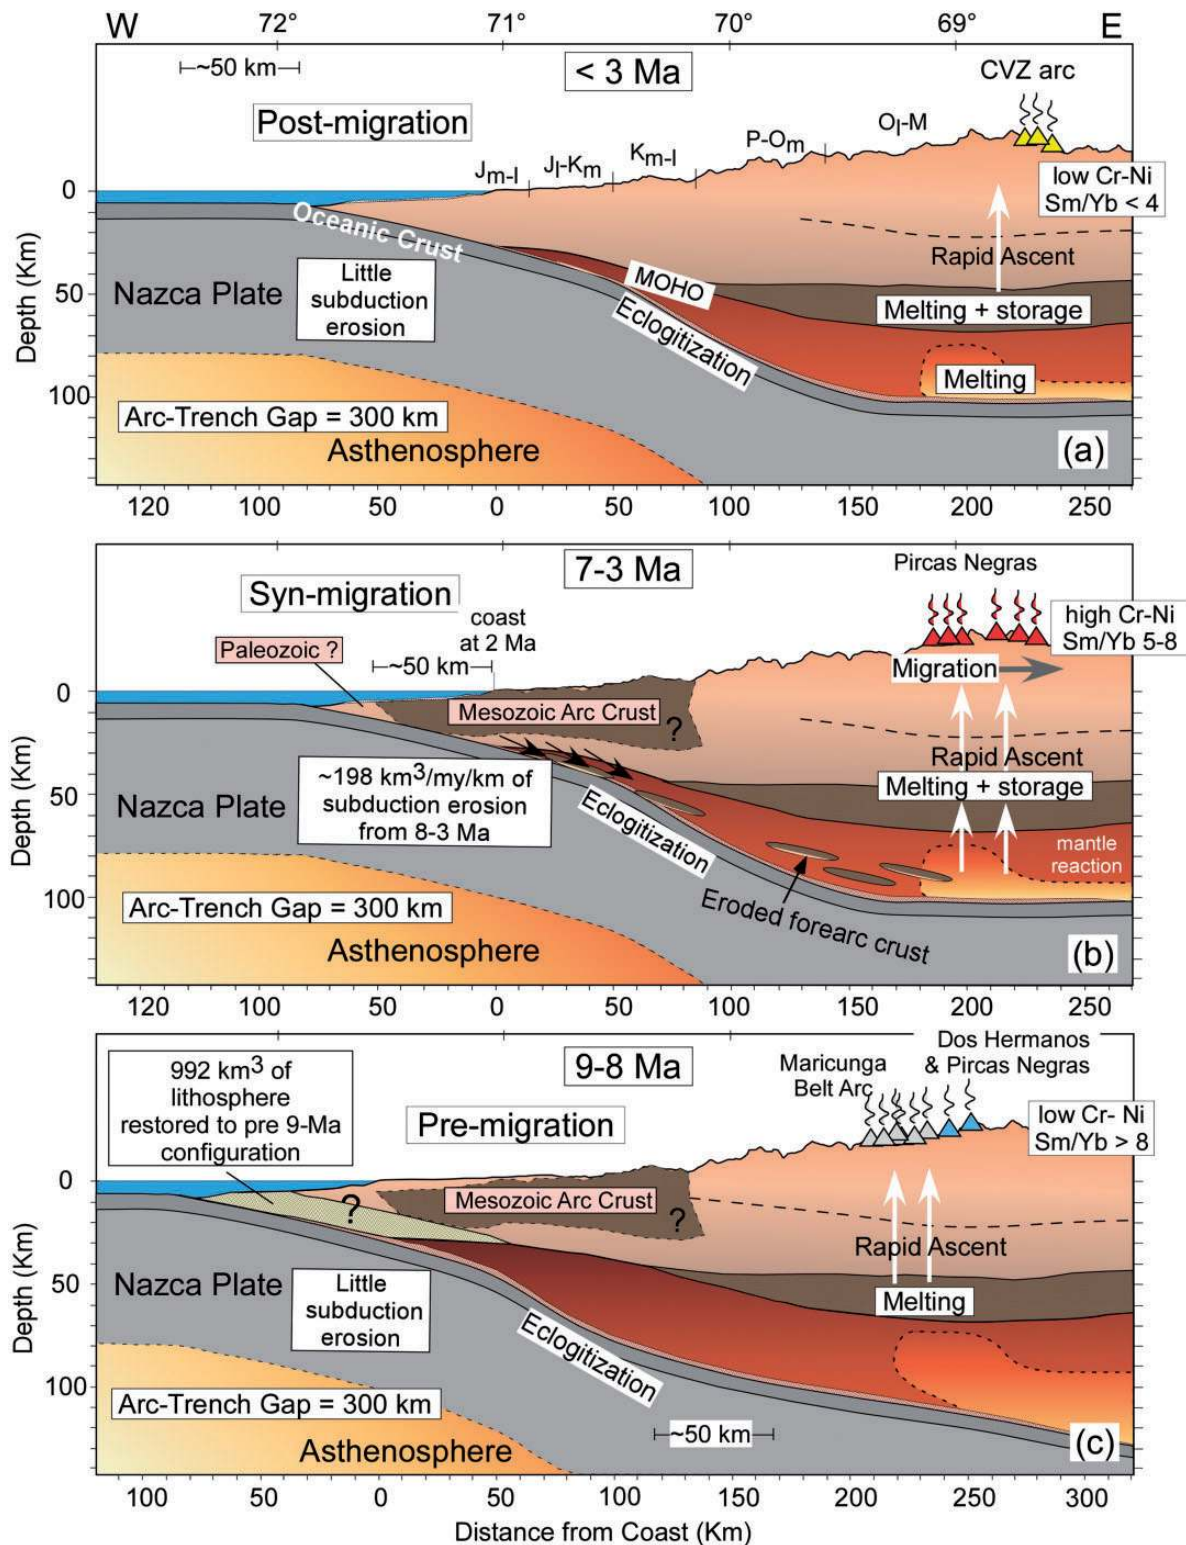 W 72° 71° 70° 69° E
~50 km
< 3 Ma
CVZ arc
Post-migration
Jm-l
Jl-Km
Km-l
P-Om
Ol-M
low Cr-Ni
Sm/Yb < 4
Oceanic Crust
Rapid Ascent
Nazca Plate
Little
subduction
erosion
MOHO
Eclogitization
Melting + storage
Melting
Arc-Trench Gap = 300 km
Asthenosphere
(a)
Depth (Km)
0
50
100
120 100 50 0 50 100 150 200 250
7-3 Ma
Pircas Negras
Syn-migration
coast
at 2 Ma
Paleozoic ?
~50 km
high Cr-Ni
Sm/Yb 5-8
Migration
Mesozoic Arc Crust
?
Rapid Ascent
Nazca Plate
~198 km³/my/km of
subduction erosion
from 8-3 Ma
Eclogitization
Melting + storage
mantle
reaction
Arc-Trench Gap = 300 km
Eroded forearc crust
Asthenosphere
(b)
Depth (Km)
0
50
100
120 100 50 0 50 100 150 200 250
992 km³ of
lithosphere
restored to pre 9-Ma
configuration
9-8 Ma
Maricunga
Belt Arc
Dos Hermanos
& Pircas Negras
Pre-migration
low Cr- Ni
Sm/Yb > 8
?
Mesozoic Arc Crust
?
Rapid Ascent
Nazca Plate
Little
subduction
erosion
Eclogitization
Melting
Arc-Trench Gap = 300 km
~50 km
Asthenosphere
(c)
Depth (Km)
0
50
100
100 50 0 50 100 150 200 250 300
Distance from Coast (Km)